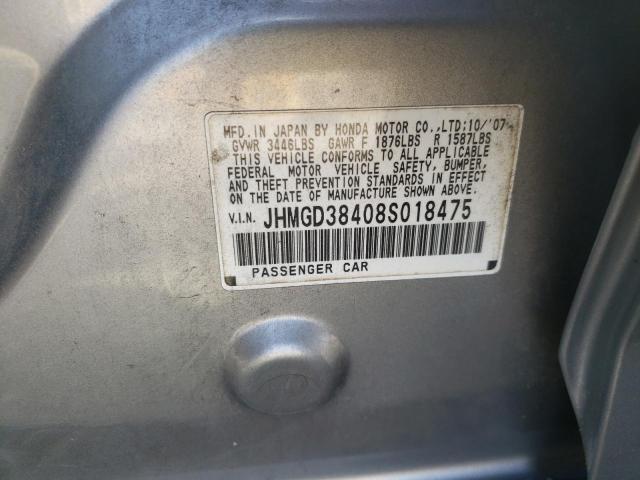 MFD.IN JAPAN BY HONDA MOTOR CO.,LTD:10/'07
GVWR 3446LBS GAWR F 1876LBS R 1587LBS
THIS VEHICLE CONFORMS TO ALL APPLICABLE
FEDERAL MOTOR VEHICLE SAFETY, BUMPER,
AND THEFT PREVENTION STANDARDS IN EFFECT
ON THE DATE OF MANUFACTURE SHOWN ABOVE.
V.I.N. JHMGD38408S018475
PASSENGER CAR